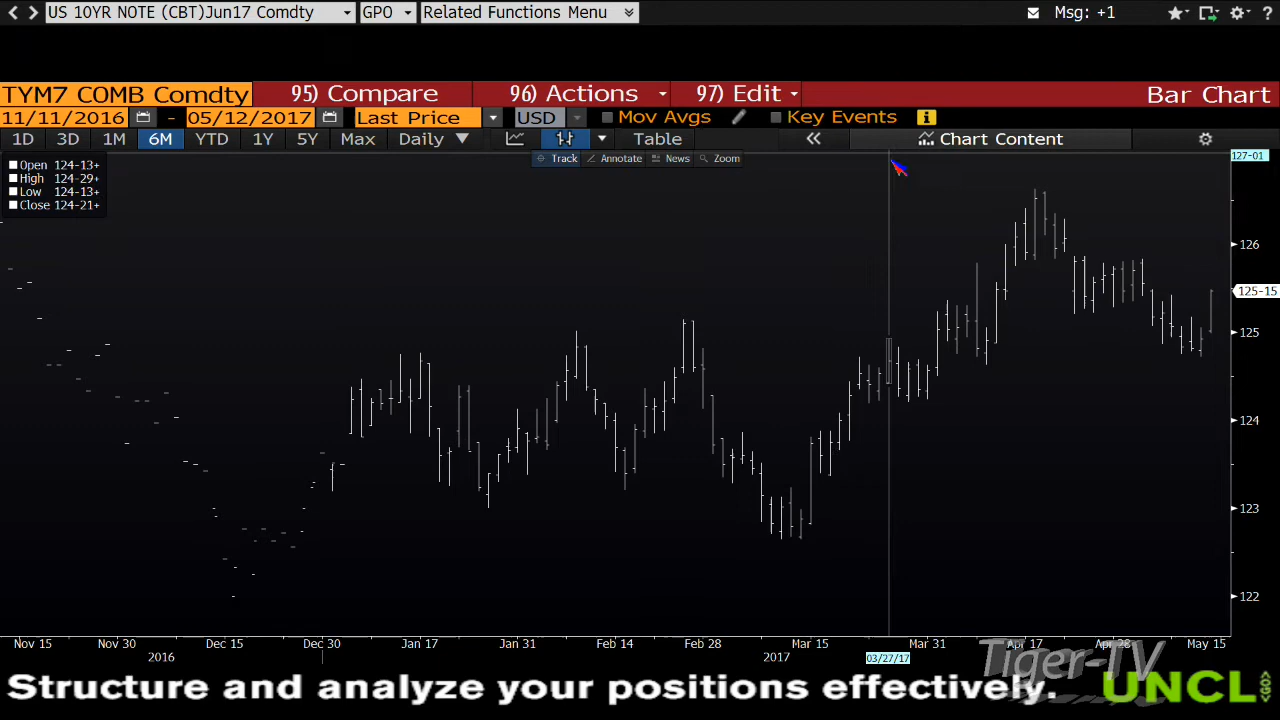 US 10YR NOTE (CBT)Jun17 Comdty GPO Related Functions Menu Msg: +1 ?
TYM7 COMB Comdty 95) Compare 96) Actions 97) Edit Bar Chart
11/11/2016 - 05/12/2017 Last Price USD Mov Avgs Key Events
1D 3D 1M 6M YTD 1Y 5Y Max Daily Table Chart Content
Track Annotate News Zoom
127-01
Open 124-13+
High 124-29+
Low 124-13+
Close 124-21+
126
125-15
125
124
123
122
Nov 15 Nov 30 Dec 15 Dec 30 Jan 17 Jan 31 Feb 14 Feb 28 Mar 15 Mar 31 Apr 17 Apr 28 May 15
2016 2017 03/27/17
Tiger-TV
Structure and analyze your positions effectively. UNCL